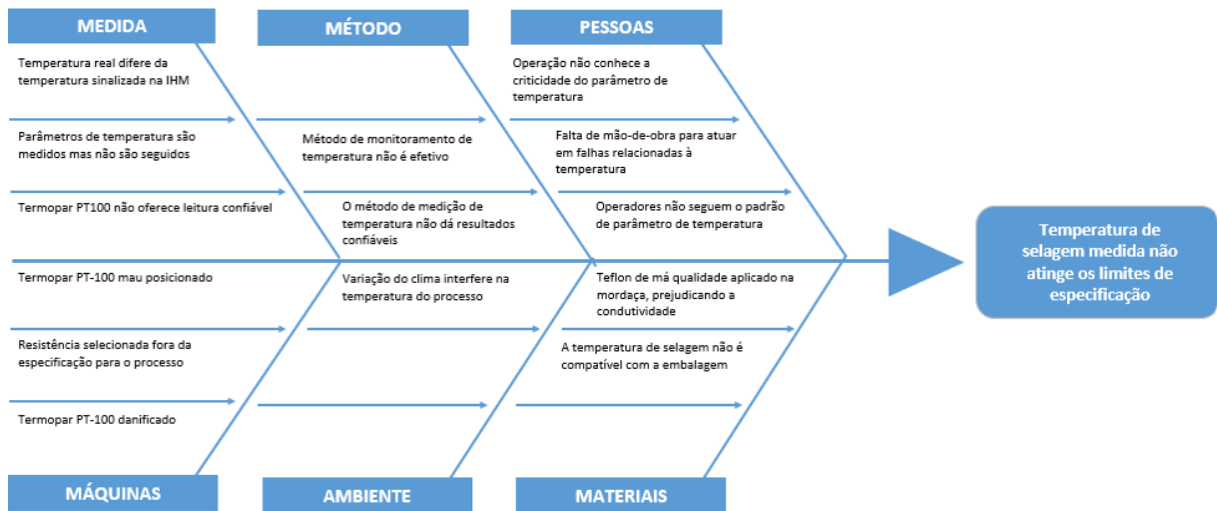 MEDIDA
Temperatura real difere da
temperatura sinalizada na IHM
Parâmetros de temperatura são
medidos mas não são seguidos
Termopar PT100 não oferece leitura confiável
MÉTODO
Método de monitoramento de
temperatura não é efetivo
O método de medição de
temperatura não dá resultados
confiáveis
PESSOAS
Operação não conhece a
criticidade do parâmetro de
temperatura
Falta de mão-de-obra para atuar
em falhas relacionadas à
temperatura
Operadores não seguem o padrão
de parâmetro de temperatura
Temperatura de
selagem medida não
atinge os limites de
especificação
Termopar PT-100 mau posicionado
Resistência selecionada fora da
especificação para o processo
Termopar PT-100 danificado
MÁQUINAS
Variação do clima interfere na
temperatura do processo
AMBIENTE
Teflon de má qualidade aplicado na
mordaça, prejudicando a
condutividade
A temperatura de selagem não é
compatível com a embalagem
MATERIAIS